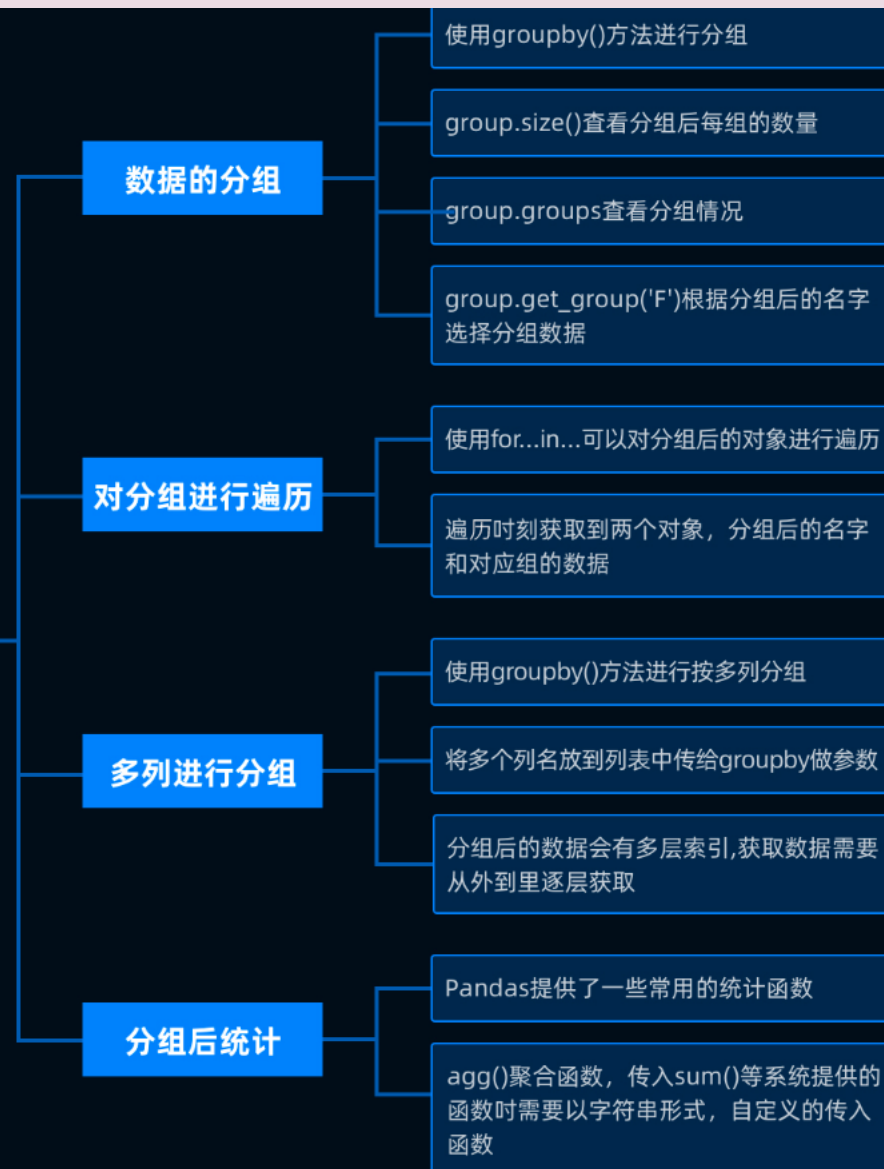 数据的分组
使用groupby()方法进行分组
group.size()查看分组后每组的数量
group.groups查看分组情况
group.get_group('F')根据分组后的名字
选择分组数据
对分组进行遍历
使用for...in...可以对分组后的对象进行遍历
遍历时刻获取到两个对象，分组后的名字
和对应组的数据
多列进行分组
使用groupby()方法进行按多列分组
将多个列名放到列表中传给groupby做参数
分组后的数据会有多层索引,获取数据需要
从外到里逐层获取
分组后统计
Pandas提供了一些常用的统计函数
agg()聚合函数，传入sum()等系统提供的
函数时需要以字符串形式，自定义的传入
函数